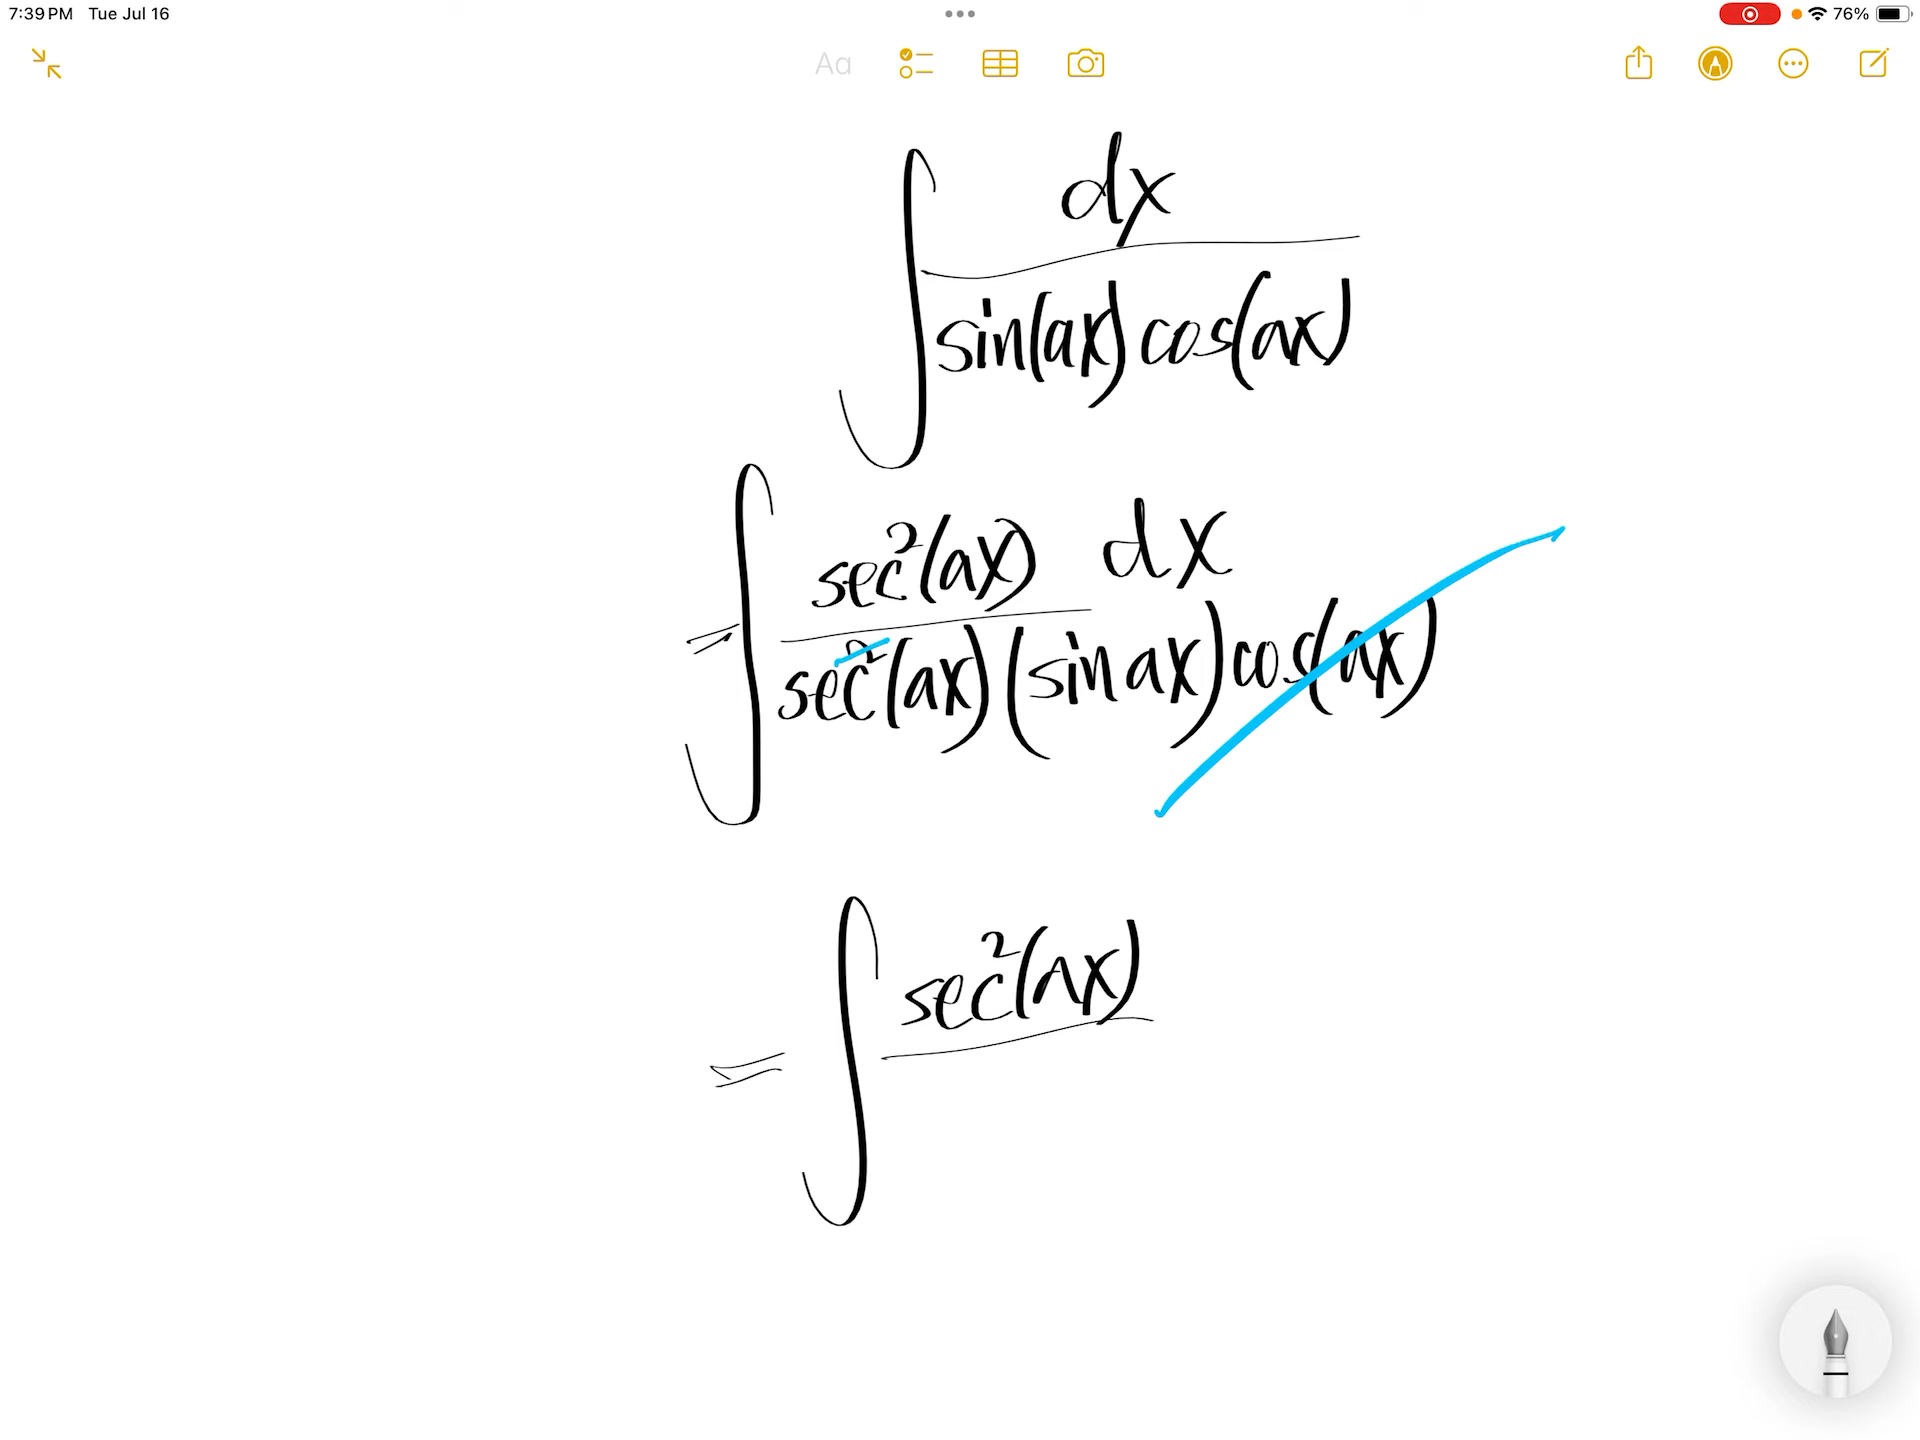 7:39 PM Tue Jul 16 76%
Aa
∫ dx / sin(ax) cos(ax)
= ∫ sec²(ax) dx / sec²(ax) (sin ax) cos(ax)
= ∫ sec²(ax)